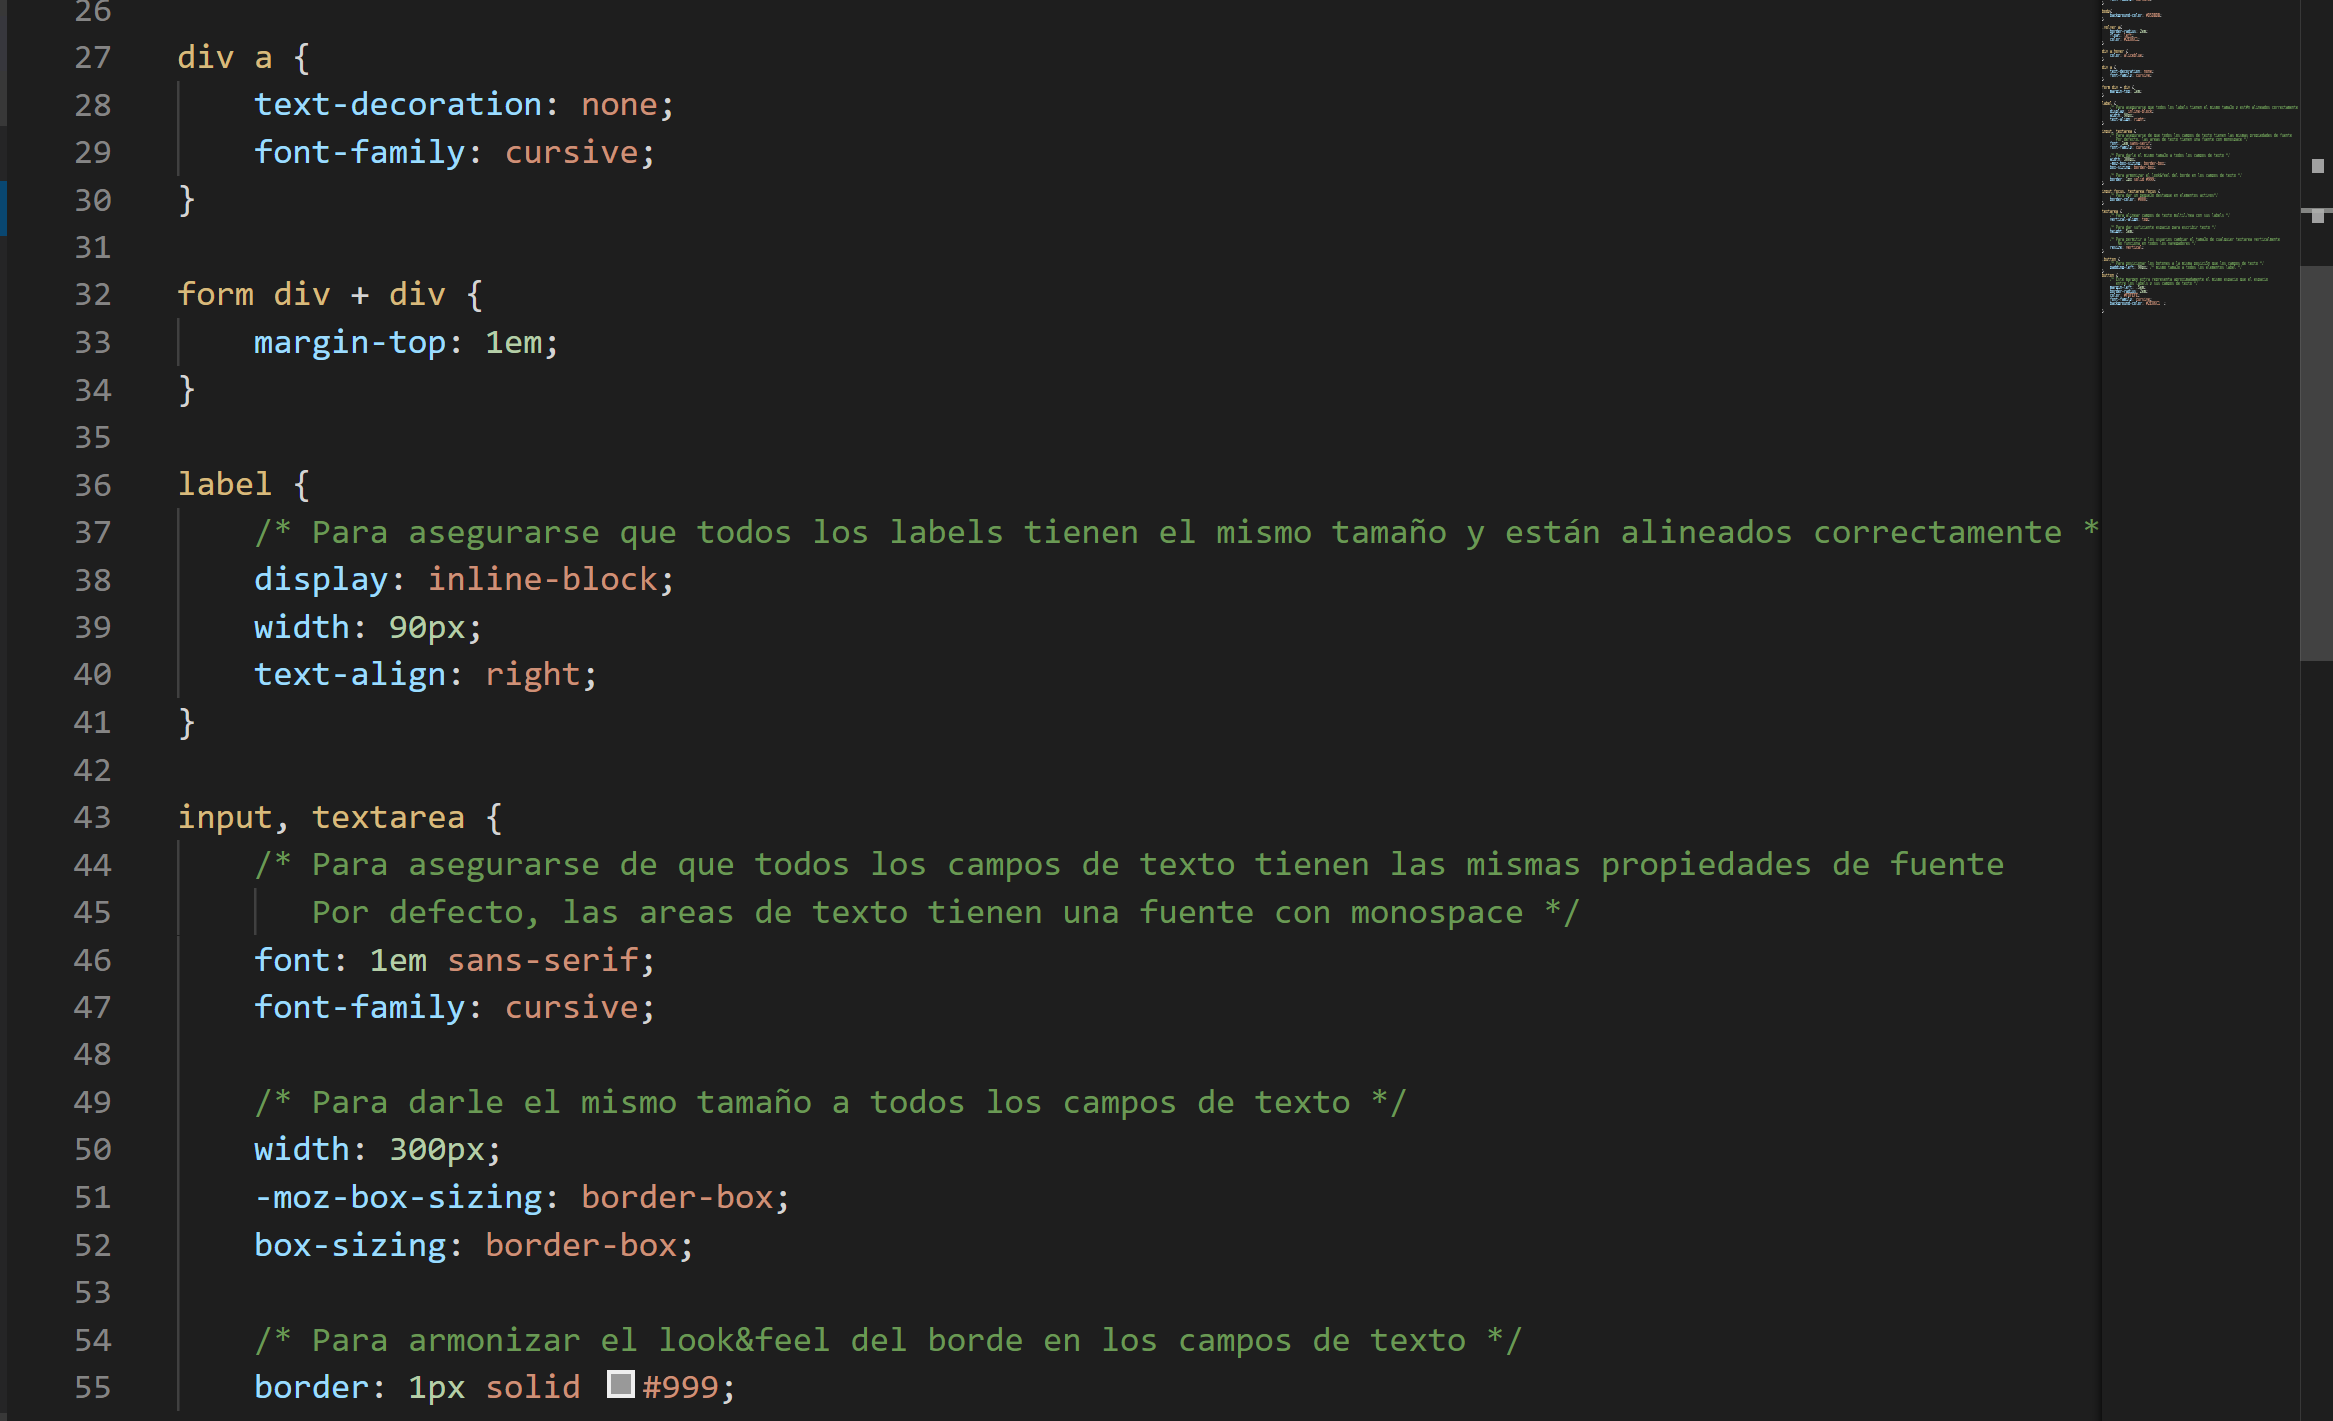 26
27 div a {
28 text-decoration: none;
29 font-family: cursive;
30 }
31
32 form div + div {
33 margin-top: 1em;
34 }
35
36 label {
37 /* Para asegurarse que todos los labels tienen el mismo tamaño y están alineados correctamente *
38 display: inline-block;
39 width: 90px;
40 text-align: right;
41 }
42
43 input, textarea {
44 /* Para asegurarse de que todos los campos de texto tienen las mismas propiedades de fuente
45 Por defecto, las areas de texto tienen una fuente con monospace */
46 font: 1em sans-serif;
47 font-family: cursive;
48
49 /* Para darle el mismo tamaño a todos los campos de texto */
50 width: 300px;
51 -moz-box-sizing: border-box;
52 box-sizing: border-box;
53
54 /* Para armonizar el look&feel del borde en los campos de texto */
55 border: 1px solid #999;